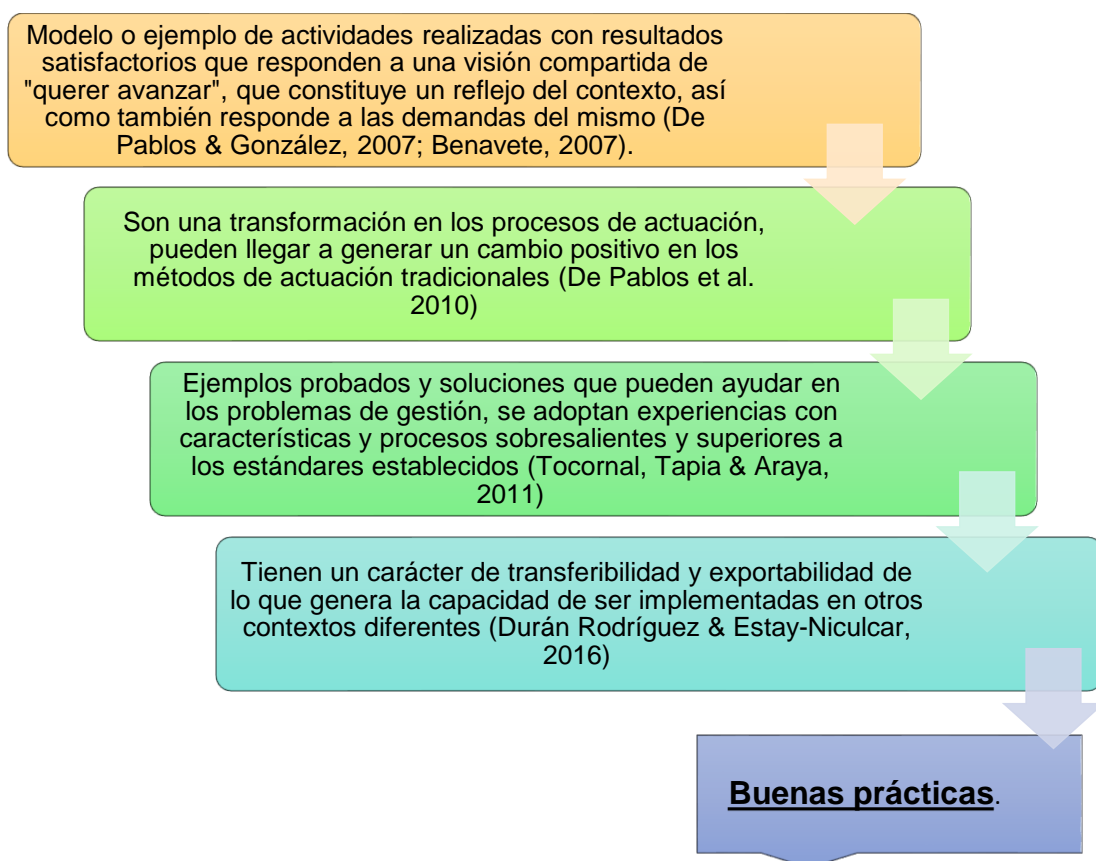 Modelo o ejemplo de actividades realizadas con resultados
satisfactorios que responden a una visión compartida de
"querer avanzar", que constituye un reflejo del contexto, así
como también responde a las demandas del mismo (De
Pablos & González, 2007; Benavete, 2007).
Son una transformación en los procesos de actuación,
pueden llegar a generar un cambio positivo en los
métodos de actuación tradicionales (De Pablos et al.
2010)
Ejemplos probados y soluciones que pueden ayudar en
los problemas de gestión, se adoptan experiencias con
características y procesos sobresalientes y superiores a
los estándares establecidos (Tocornal, Tapia & Araya,
2011)
Tienen un carácter de transferibilidad y exportabilidad de
lo que genera la capacidad de ser implementadas en otros
contextos diferentes (Durán Rodríguez & Estay-Niculcar,
2016)
Buenas prácticas.